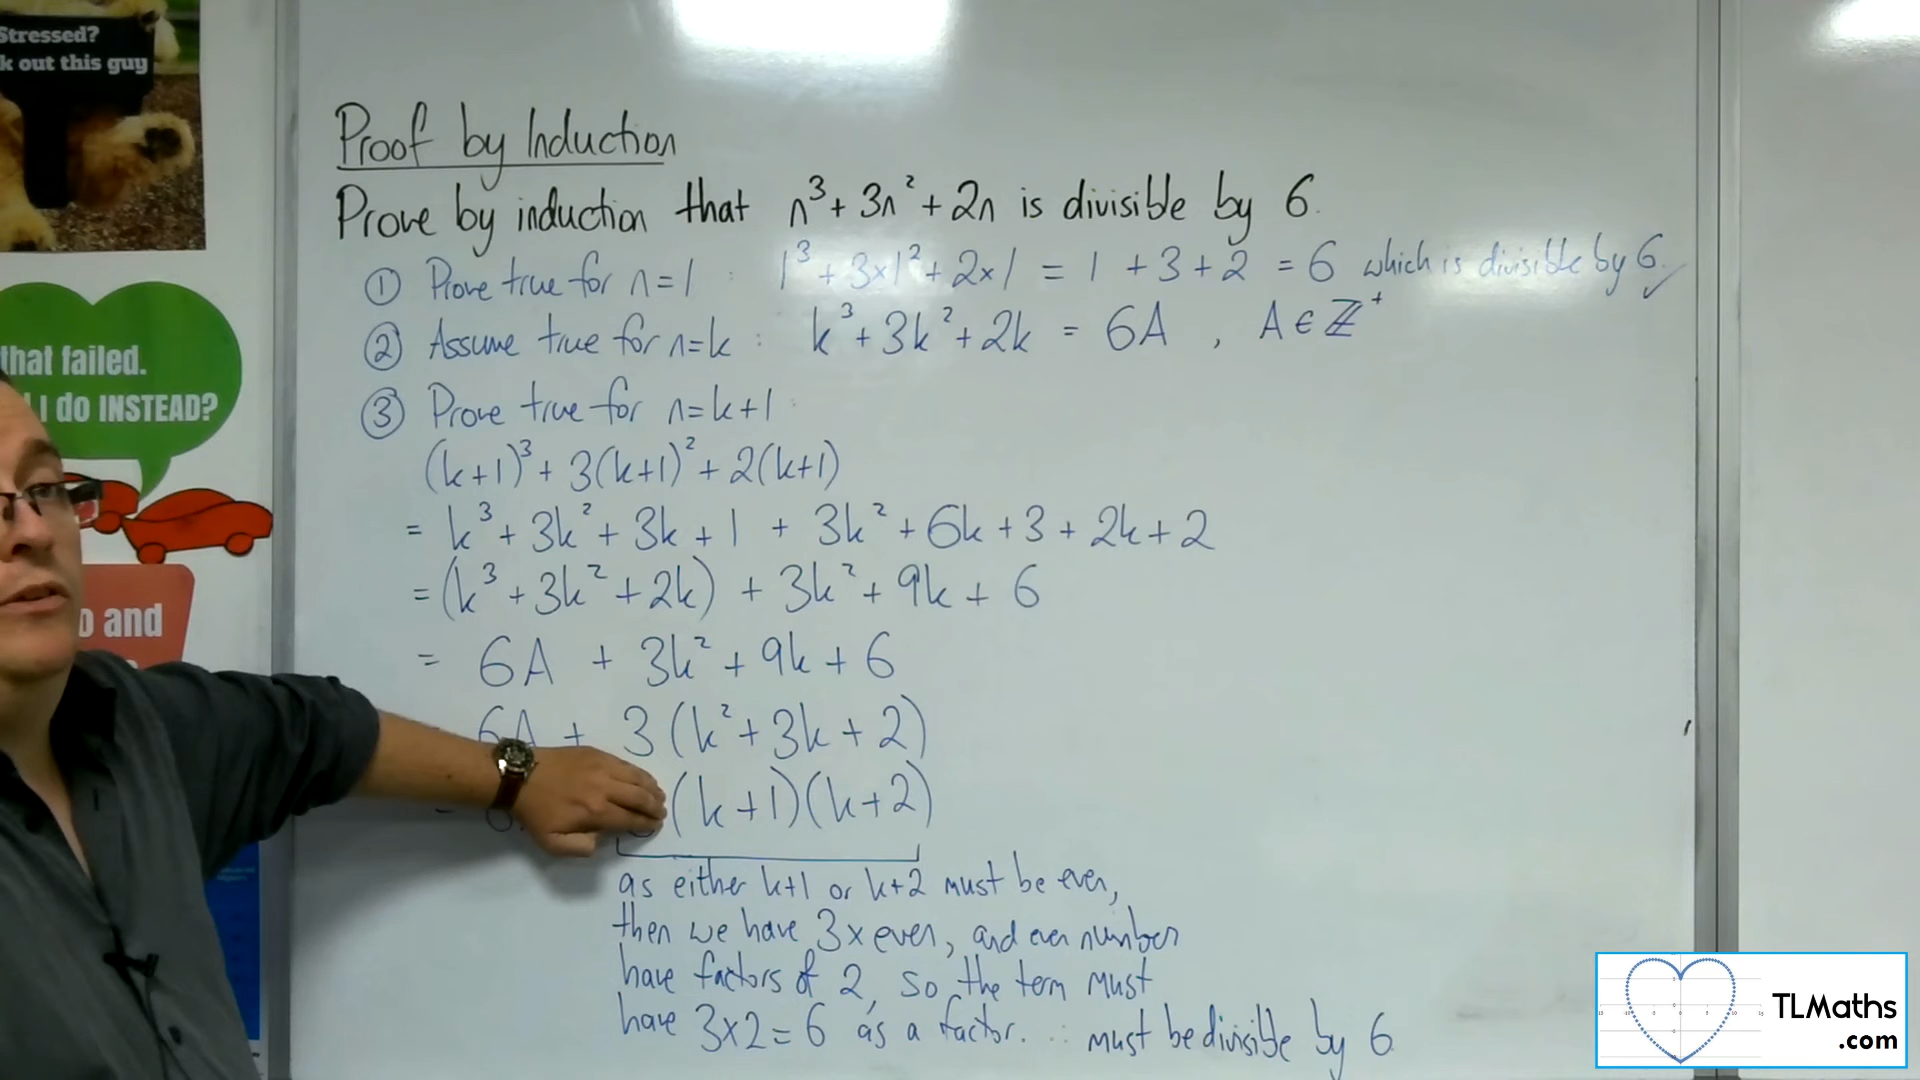 Stressed?
k out this guy
that failed.
I do INSTEAD?
o and
Proof by Induction
Prove by induction that n³ + 3n² + 2n is divisible by 6.
① Prove true for n=1 : 1³ + 3×1² + 2×1 = 1 + 3 + 2 = 6 which is divisible by 6. ✓
② Assume true for n=k : k³ + 3k² + 2k = 6A , A ∈ ℤ⁺
③ Prove true for n=k+1 :
(k+1)³ + 3(k+1)² + 2(k+1)
= k³ + 3k² + 3k + 1 + 3k² + 6k + 3 + 2k + 2
= (k³ + 3k² + 2k) + 3k² + 9k + 6
= 6A + 3k² + 9k + 6
6A + 3(k² + 3k + 2)
(k+1)(k+2)
as either k+1 or k+2 must be even,
then we have 3 x even, and even number
have factors of 2, so the term must
have 3x2=6 as a factor. ∴ must be divisible by 6
TLMaths
.com